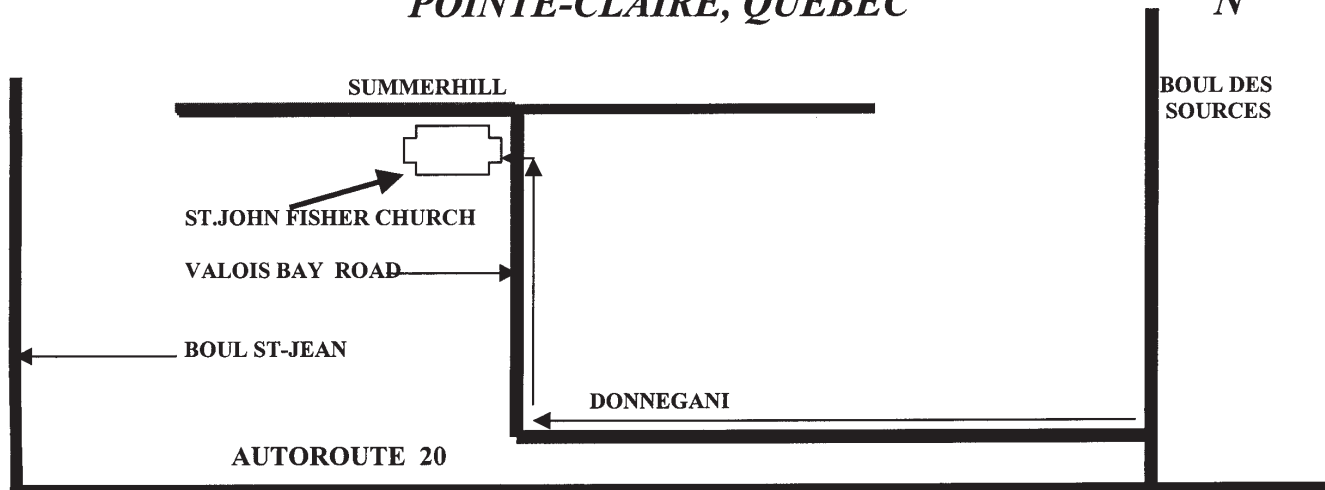 POINTE-CLAIRE, QUEBEC
N
SUMMERHILL
BOUL DES
SOURCES
ST.JOHN FISHER CHURCH
VALOIS BAY ROAD
BOUL ST-JEAN
DONNEGANI
AUTOROUTE 20